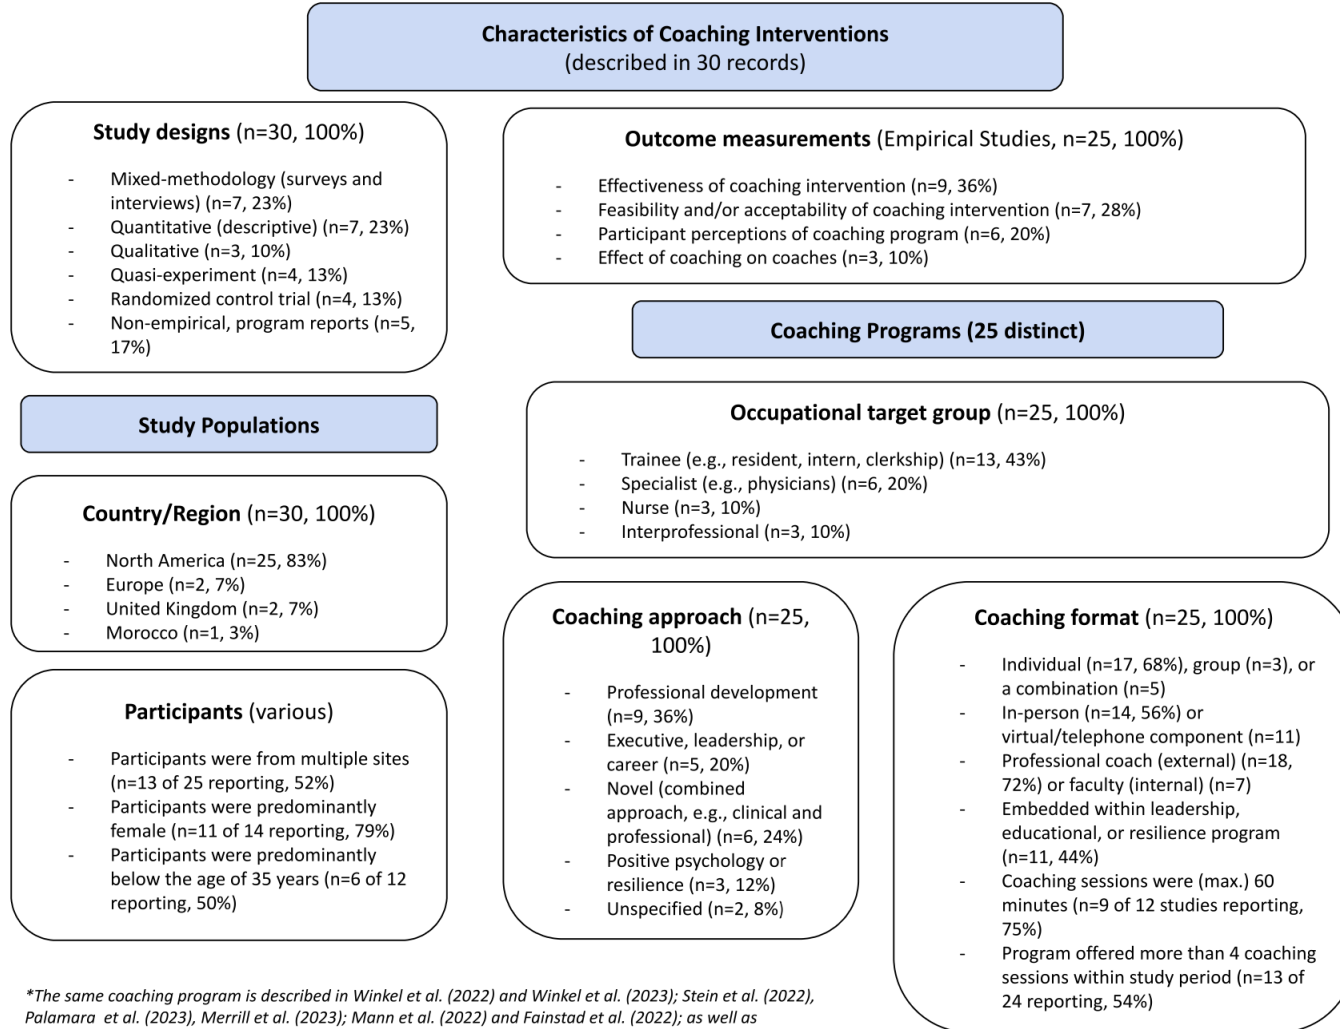 Characteristics of Coaching Interventions
(described in 30 records)
Study designs (n=30, 100%)
- Mixed-methodology (surveys and
interviews) (n=7, 23%)
- Quantitative (descriptive) (n=7, 23%)
- Qualitative (n=3, 10%)
- Quasi-experiment (n=4, 13%)
- Randomized control trial (n=4, 13%)
- Non-empirical, program reports (n=5,
17%)
Study Populations
Country/Region (n=30, 100%)
- North America (n=25, 83%)
- Europe (n=2, 7%)
- United Kingdom (n=2, 7%)
- Morocco (n=1, 3%)
Participants (various)
- Participants were from multiple sites
(n=13 of 25 reporting, 52%)
- Participants were predominantly
female (n=11 of 14 reporting, 79%)
- Participants were predominantly
below the age of 35 years (n=6 of 12
reporting, 50%)
Outcome measurements (Empirical Studies, n=25, 100%)
- Effectiveness of coaching intervention (n=9, 36%)
- Feasibility and/or acceptability of coaching intervention (n=7, 28%)
- Participant perceptions of coaching program (n=6, 20%)
- Effect of coaching on coaches (n=3, 10%)
Coaching Programs (25 distinct)
Occupational target group (n=25, 100%)
- Trainee (e.g., resident, intern, clerkship) (n=13, 43%)
- Specialist (e.g., physicians) (n=6, 20%)
- Nurse (n=3, 10%)
- Interprofessional (n=3, 10%)
Coaching approach (n=25,
100%)
- Professional development
(n=9, 36%)
- Executive, leadership, or
career (n=5, 20%)
- Novel (combined
approach, e.g., clinical and
professional) (n=6, 24%)
- Positive psychology or
resilience (n=3, 12%)
- Unspecified (n=2, 8%)
Coaching format (n=25, 100%)
- Individual (n=17, 68%), group (n=3), or
a combination (n=5)
- In-person (n=14, 56%) or
virtual/telephone component (n=11)
- Professional coach (external) (n=18,
72%) or faculty (internal) (n=7)
- Embedded within leadership,
educational, or resilience program
(n=11, 44%)
- Coaching sessions were (max.) 60
minutes (n=9 of 12 studies reporting,
75%)
- Program offered more than 4 coaching
sessions within study period (n=13 of
24 reporting, 54%)
*The same coaching program is described in Winkel et al. (2022) and Winkel et al. (2023); Stein et al. (2022),
Palamara et al. (2023), Merrill et al. (2023); Mann et al. (2022) and Fainstad et al. (2022); as well as